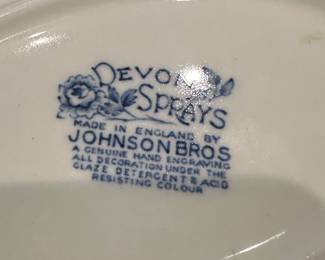 DEVON
SPRAYS
MADE IN ENGLAND BY
JOHNSON BROS
A GENUINE HAND ENGRAVING
ALL DECORATION UNDER THE
GLAZE DETERGENT & ACID
RESISTING COLOUR